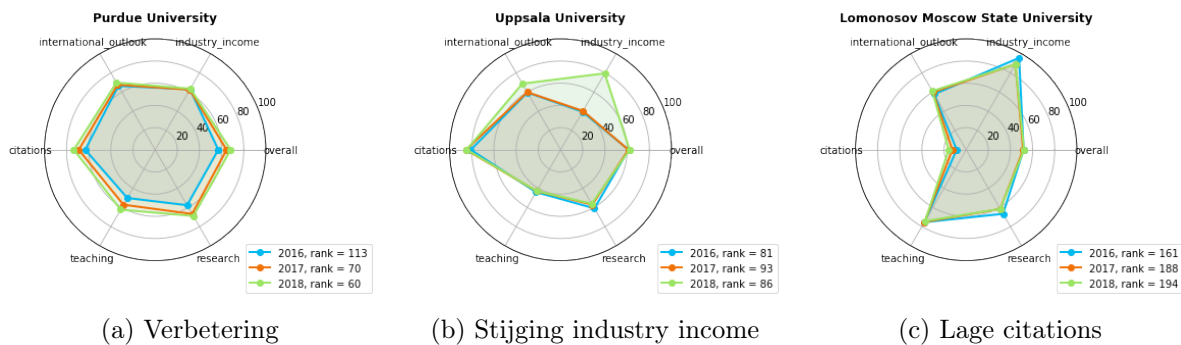 Purdue University
international_outlook
industry_income
100
80
60
40
20
citations
overall
teaching
research
2016, rank = 113
2017, rank = 70
2018, rank = 60
(a) Verbetering
Uppsala University
international_outlook
industry_income
100
80
60
40
20
citations
overall
teaching
research
2016, rank = 81
2017, rank = 93
2018, rank = 86
(b) Stijging industry income
Lomonosov Moscow State University
international_outlook
industry_income
100
80
60
40
20
citations
overall
teaching
research
2016, rank = 161
2017, rank = 188
2018, rank = 194
(c) Lage citations